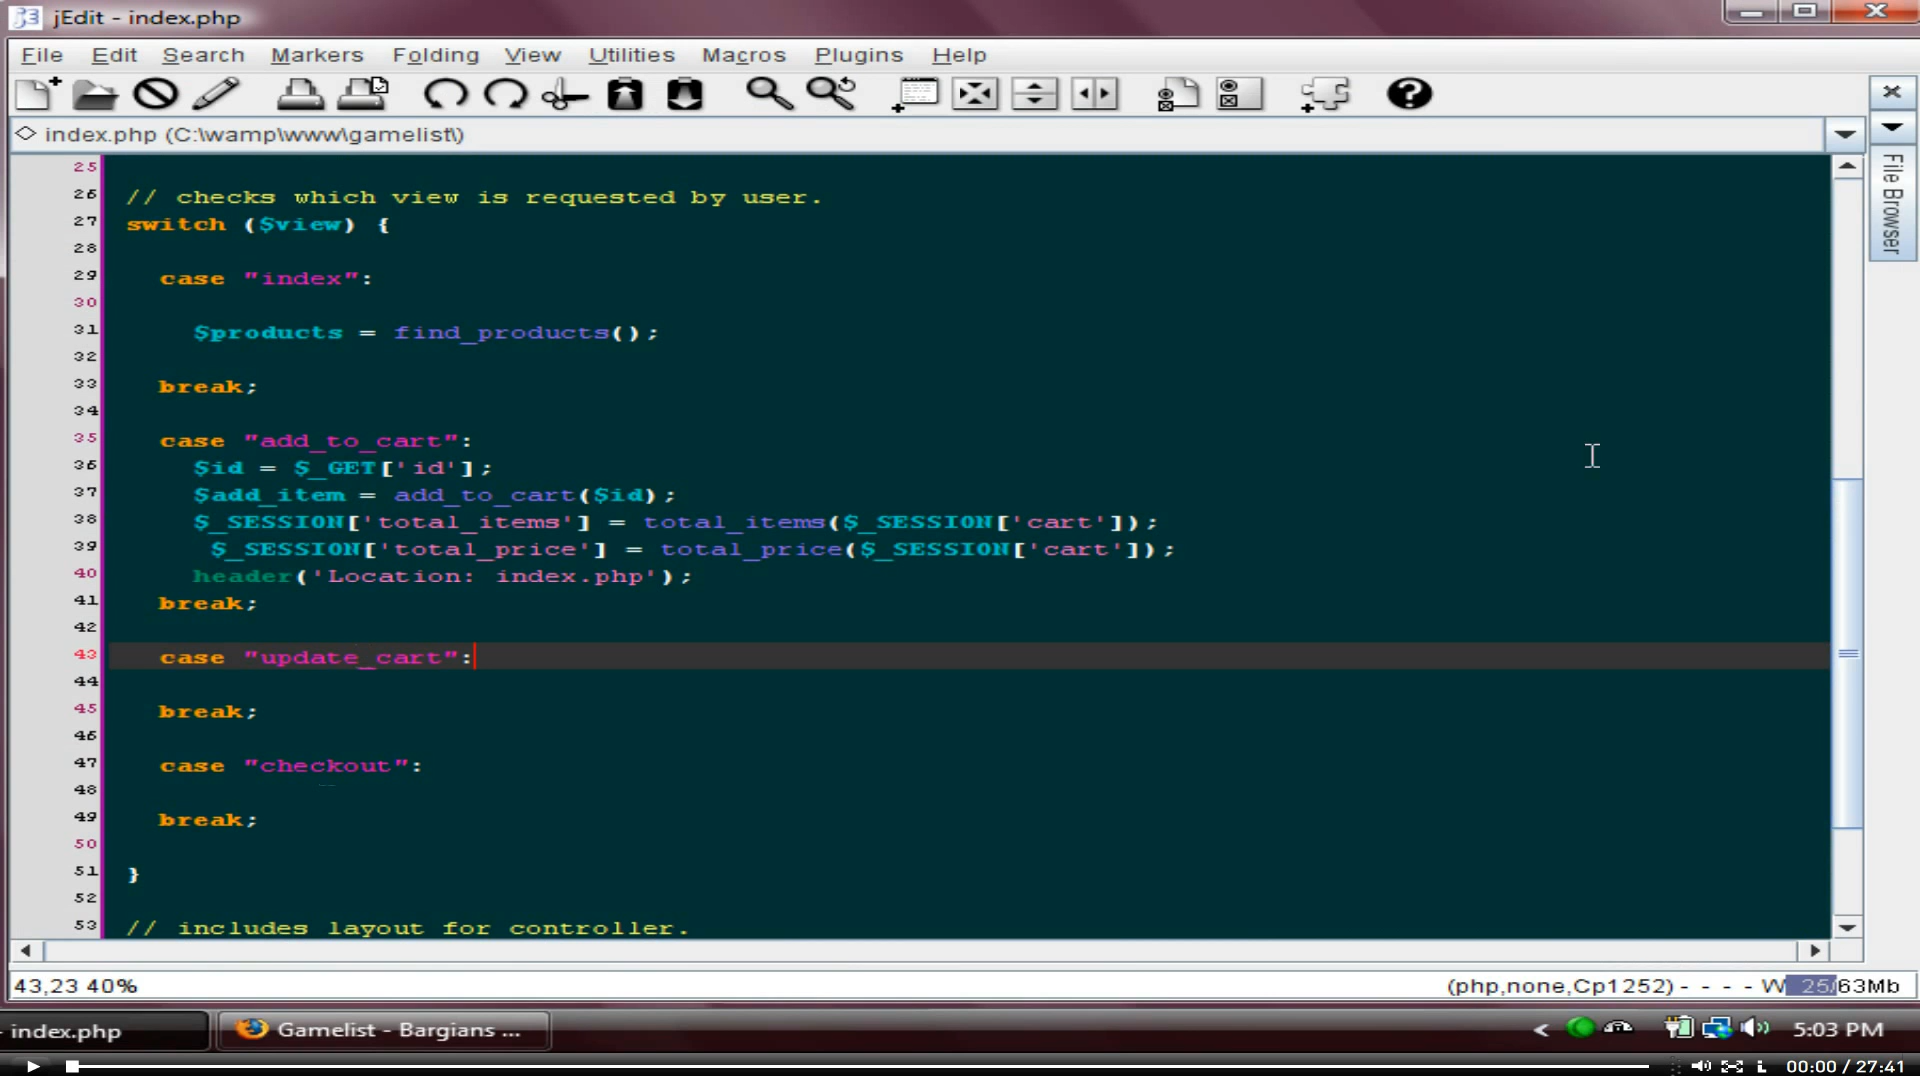 jEdit - index.php
File Edit Search Markers Folding View Utilities Macros Plugins Help
index.php (C:\wamp\www\gamelist\)
File Browser
25
26 // checks which view is requested by user.
27 switch ($view) {
28
29 case "index":
30
31 $products = find_products();
32
33 break;
34
35 case "add_to_cart":
36 $id = $_GET['id'];
37 $add_item = add_to_cart($id);
38 $_SESSION['total_items'] = total_items($_SESSION['cart']);
39 $_SESSION['total_price'] = total_price($_SESSION['cart']);
40 header('Location: index.php');
41 break;
42
43 case "update_cart":
44
45 break;
46
47 case "checkout":
48
49 break;
50
51 }
52
53 // includes layout for controller.
43,23 40% (php,none,Cp1252)- - - - W 25/63Mb
- index.php Gamelist - Bargians ... < 5:03 PM
00:00 / 27:41